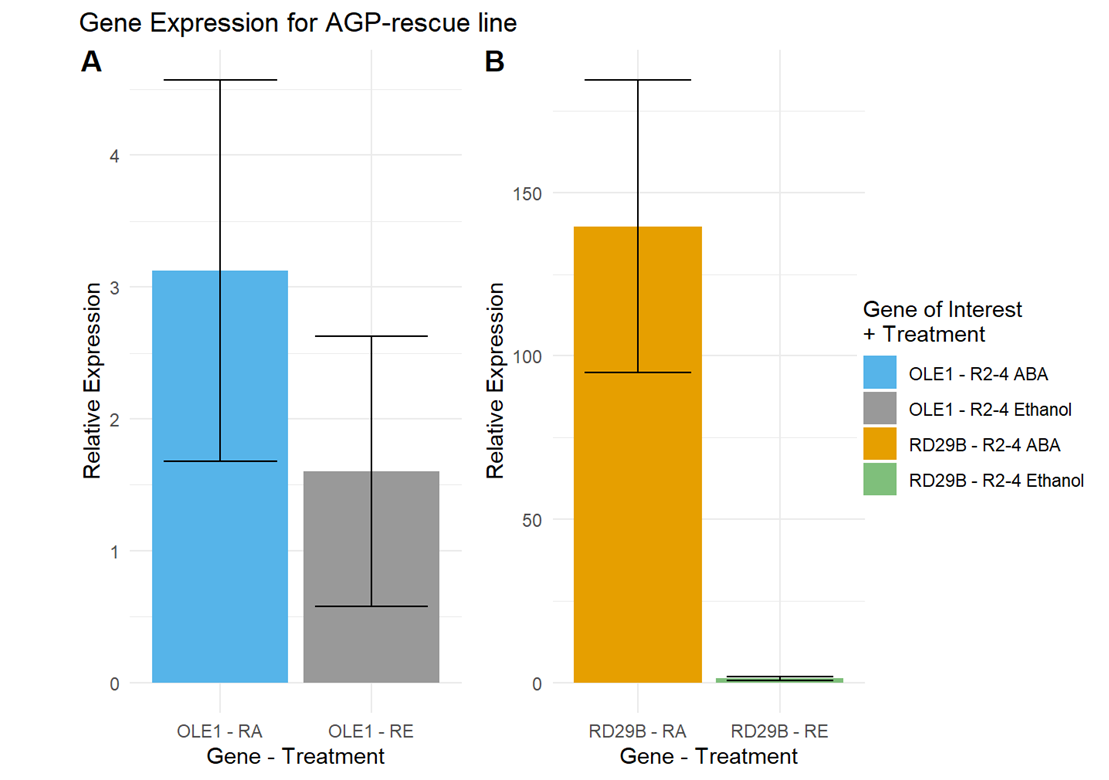 Gene Expression for AGP-rescue line
A
Relative Expression
4
3
2
1
0
OLE1 - RA
OLE1 - RE
Gene - Treatment
B
Relative Expression
150
100
50
0
RD29B - RA
RD29B - RE
Gene - Treatment
Gene of Interest
+ Treatment
OLE1 - R2-4 ABA
OLE1 - R2-4 Ethanol
RD29B - R2-4 ABA
RD29B - R2-4 Ethanol